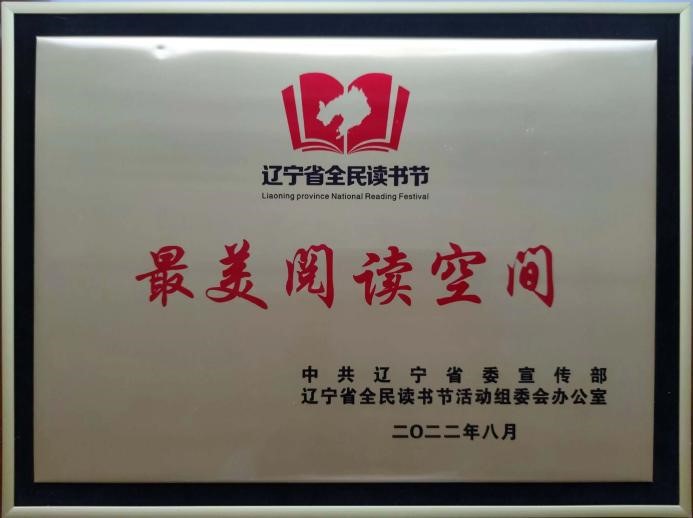 辽宁省全民读书节
Liaoning province National Reading Festival
最美阅读空间
中共辽宁省委宣传部
辽宁省全民读书节活动组委会办公室
二〇二二年八月